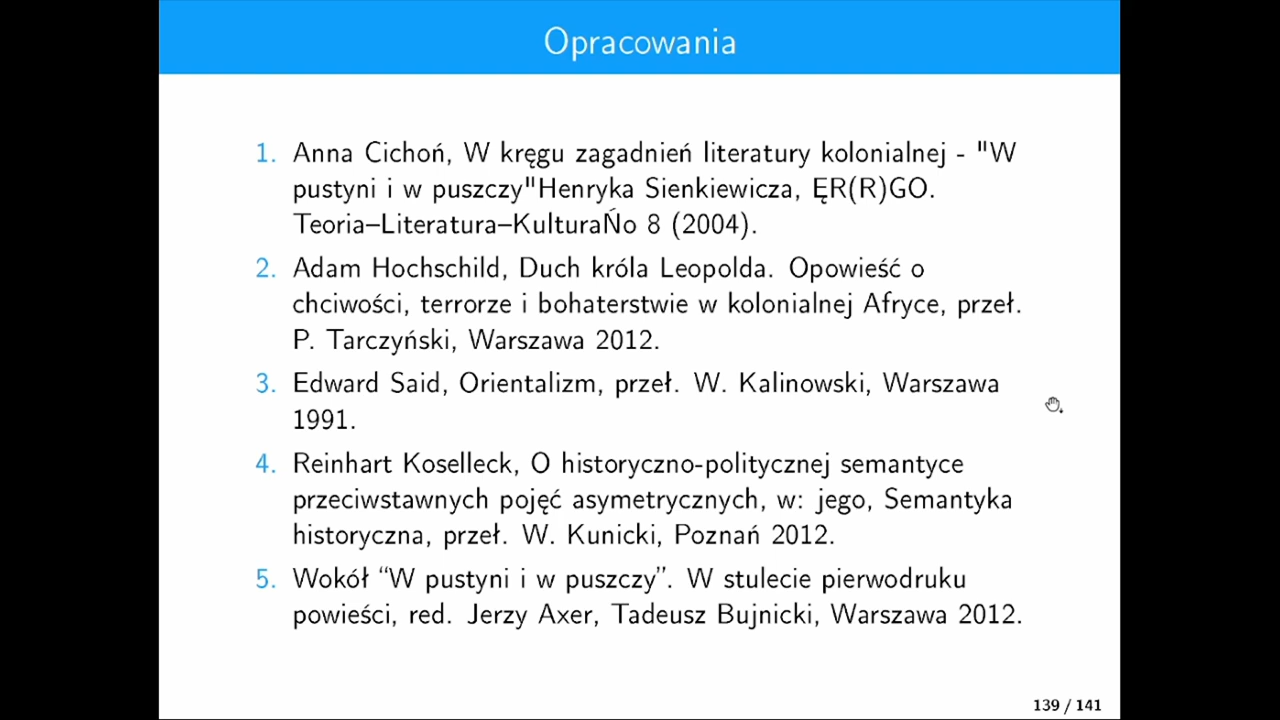 Opracowania
1. Anna Cichoń, W kręgu zagadnień literatury kolonialnej - "W
pustyni i w puszczy"Henryka Sienkiewicza, ĘR(R)GO.
Teoria–Literatura–KulturaŃo 8 (2004).
2. Adam Hochschild, Duch króla Leopolda. Opowieść o
chciwości, terrorze i bohaterstwie w kolonialnej Afryce, przeł.
P. Tarczyński, Warszawa 2012.
3. Edward Said, Orientalizm, przeł. W. Kalinowski, Warszawa
1991.
4. Reinhart Koselleck, O historyczno-politycznej semantyce
przeciwstawnych pojęć asymetrycznych, w: jego, Semantyka
historyczna, przeł. W. Kunicki, Poznań 2012.
5. Wokół “W pustyni i w puszczy”. W stulecie pierwodruku
powieści, red. Jerzy Axer, Tadeusz Bujnicki, Warszawa 2012.
139 / 141